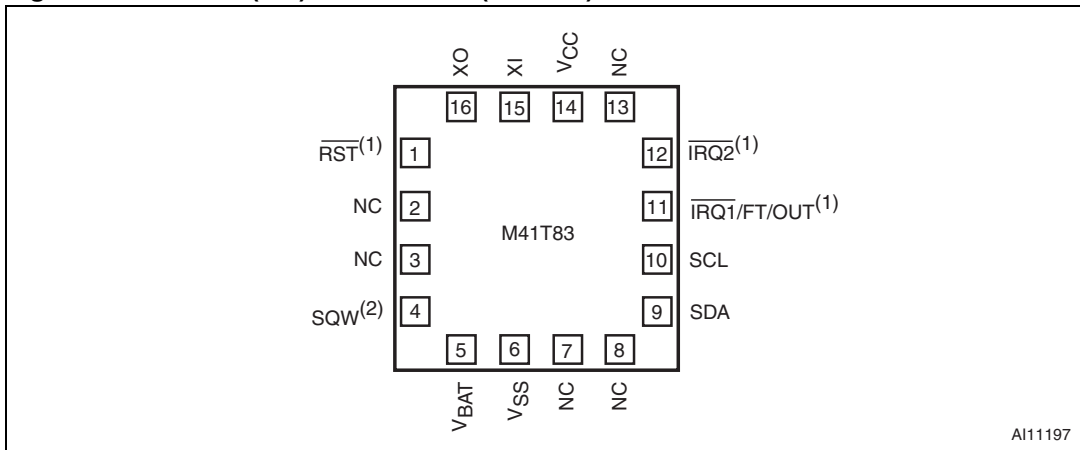 XO XI VCC NC
16 15 14 13
RST(1) 1 12 IRQ2(1)
NC 2 11 IRQ1/FT/OUT(1)
M41T83
NC 3 10 SCL
SQW(2) 4 9 SDA
5 6 7 8
VBAT VSS NC NC
AI11197